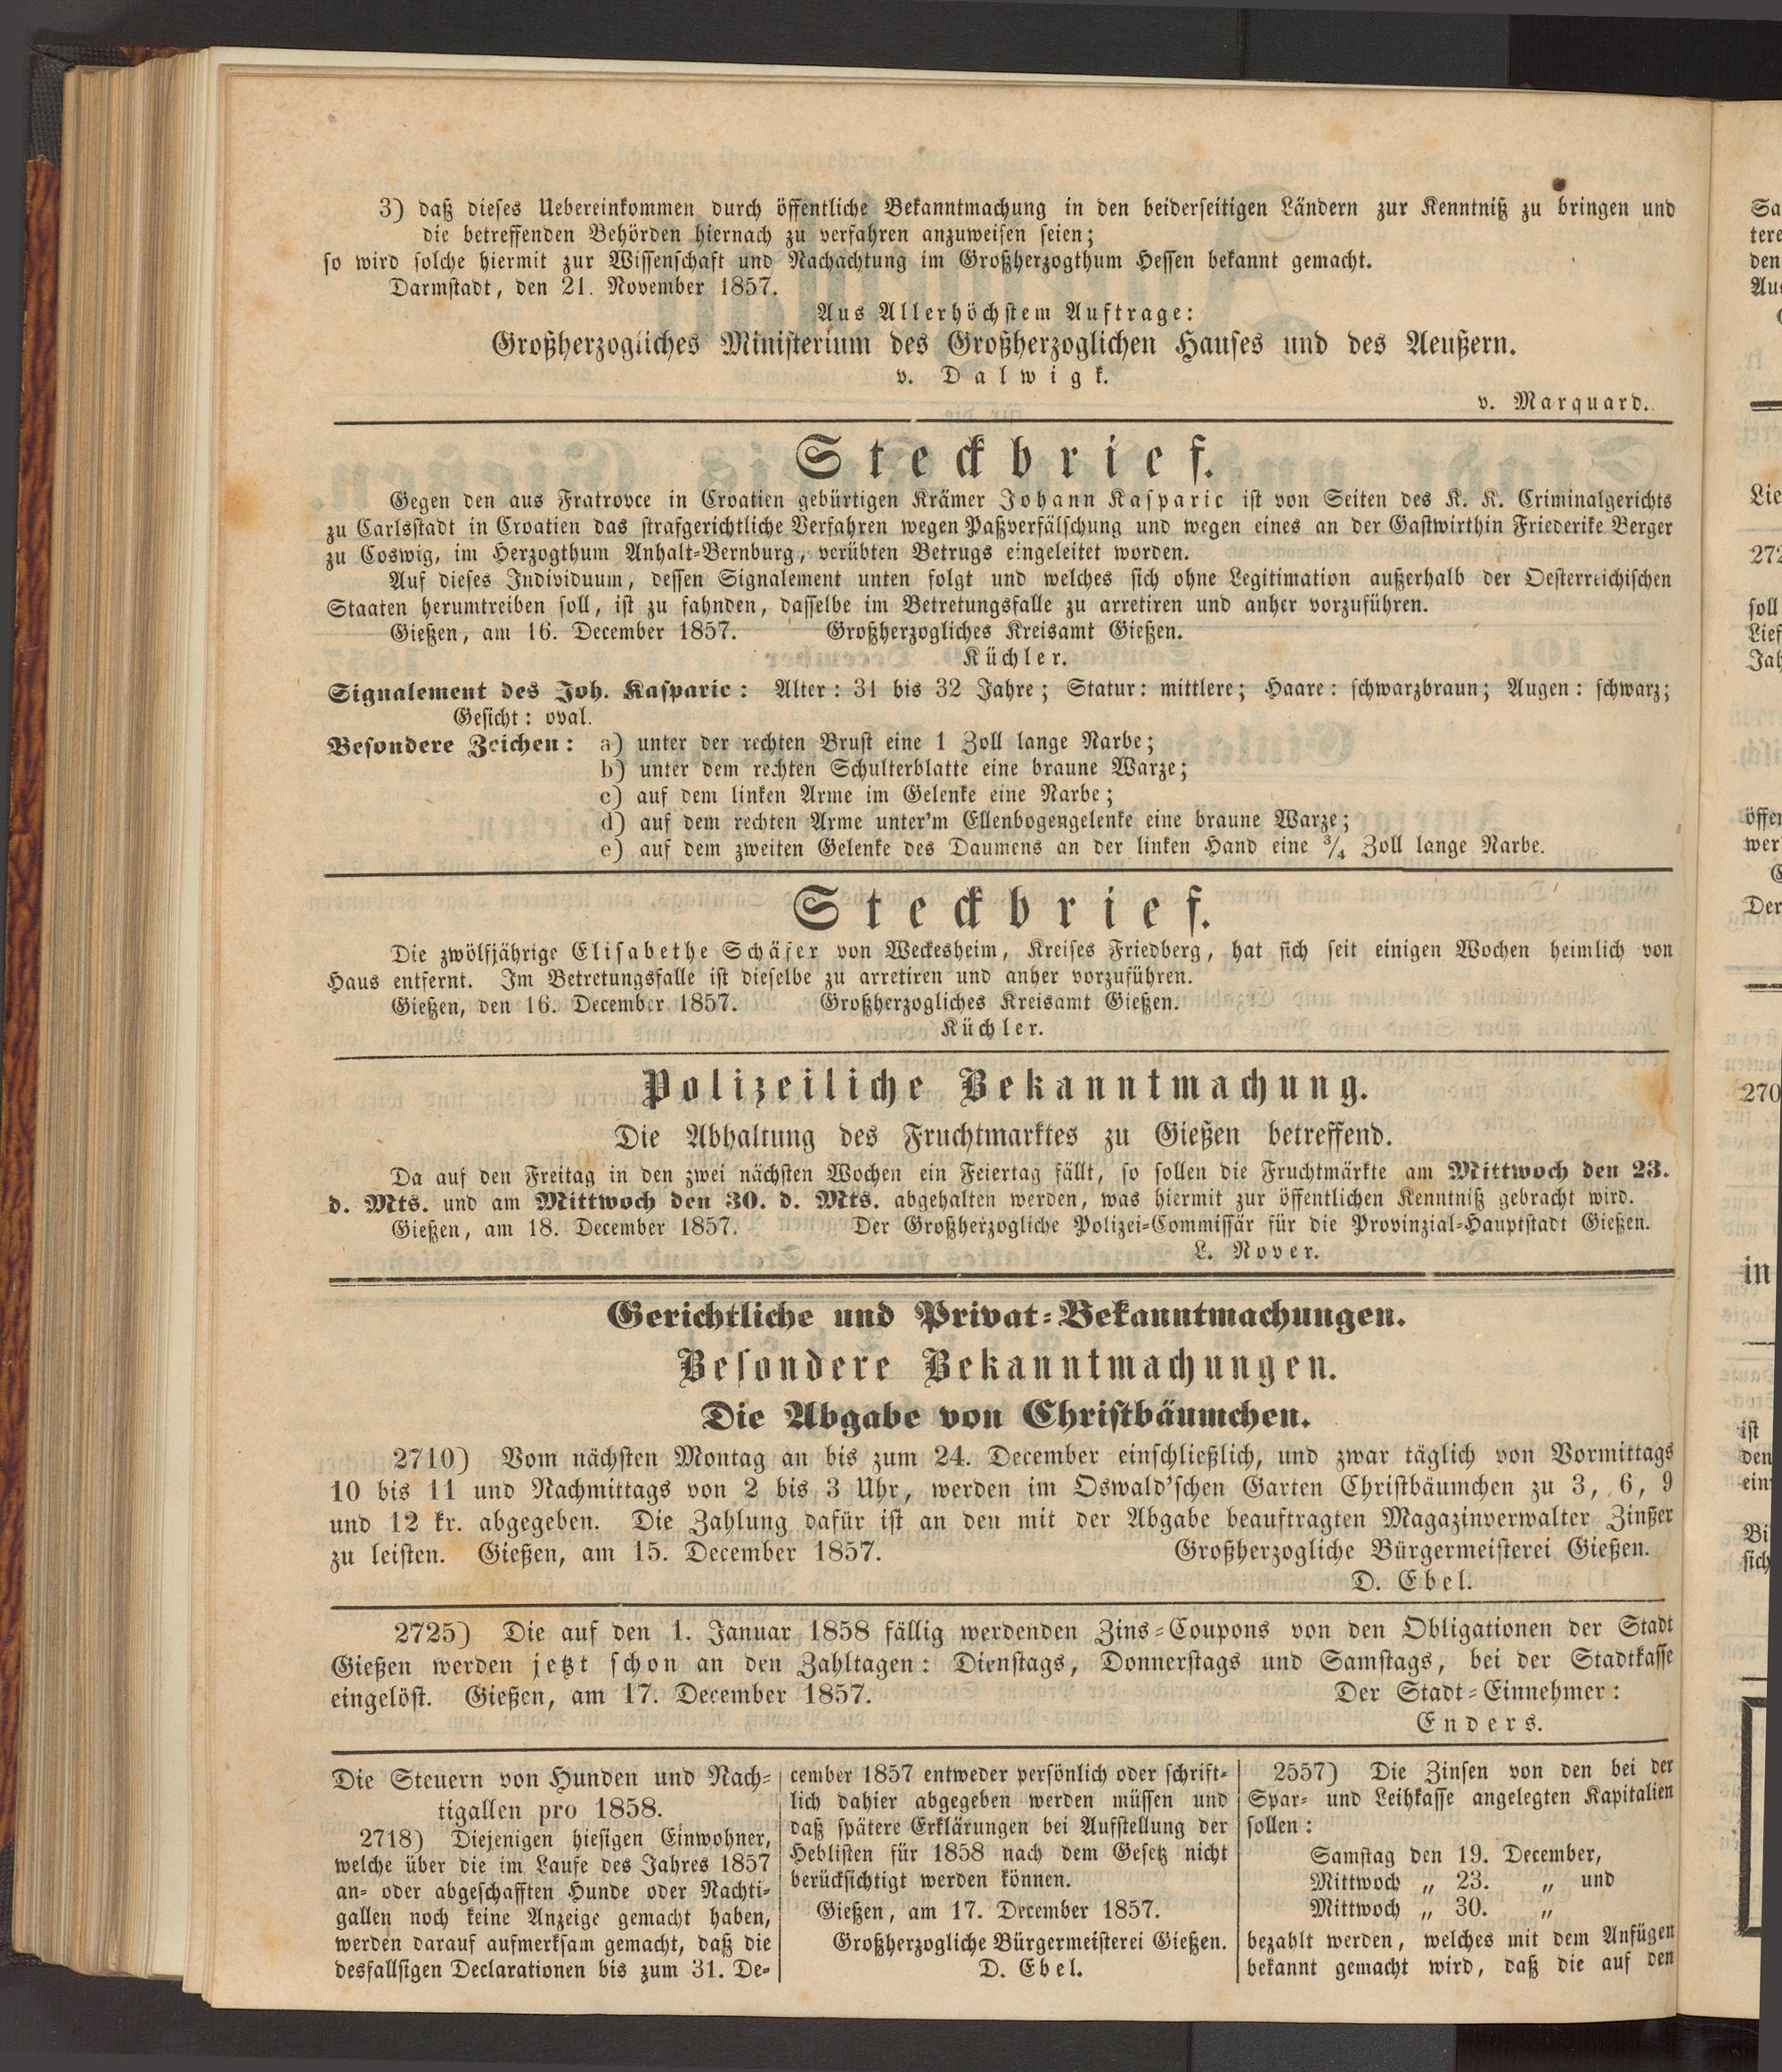 3) daß dieses Uebereinkommen durch öffentliche Bekanntmachung in den beiderseitigen Ländern zur Kenntniß zu bringen und
die betreffenden Behörden hiernach zu verfahren anzuweisen seien;
so wird solche hiermit zur Wissenschaft und Nachachtung im Großherzogthum Hessen bekannt gemacht.
Darmstadt, den 21. November 1857.
Aus Allerhöchstem Auftrage:
Großherzogliches Ministerium des Großherzoglichen Hauses und des Aeußern.
v. Dalwigk.
v. Marquard.
Steckbrief.
Gegen den aus Fratrovce in Croatien gebürtigen Krämer Johann Kasparic ist von Seiten des K. K. Criminalgerichts
zu Carlsstadt in Croatien das strafgerichtliche Verfahren wegen Paßverfälschung und wegen eines an der Gastwirthin Friederike Berger
zu Coswig, im Herzogthum Anhalt-Bernburg, verübten Betrugs eingeleitet worden.
Auf dieses Individuum, dessen Signalement unten folgt und welches sich ohne Legitimation außerhalb der Oesterreichischen
Staaten herumtreiben soll, ist zu fahnden, dasselbe im Betretungsfalle zu arretiren und anher vorzuführen.
Gießen, am 16. December 1857. Großherzogliches Kreisamt Gießen.
Küchler.
Signalement des Joh. Kasparic: Alter: 31 bis 32 Jahre; Statur: mittlere; Haare: schwarzbraun; Augen: schwarz;
Gesicht: oval.
Besondere Zeichen: a) unter der rechten Brust eine 1 Zoll lange Narbe;
b) unter dem rechten Schulterblatte eine braune Warze;
c) auf dem linken Arme im Gelenke eine Narbe;
d) auf dem rechten Arme unter'm Ellenbogengelenke eine braune Warze;
e) auf dem zweiten Gelenke des Daumens an der linken Hand eine 3/4 Zoll lange Narbe.
Steckbrief.
Die zwölfjährige Elisabethe Schäfer von Weckesheim, Kreises Friedberg, hat sich seit einigen Wochen heimlich von
Haus entfernt. Im Betretungsfalle ist dieselbe zu arretiren und anher vorzuführen.
Gießen, den 16. December 1857. Großherzogliches Kreisamt Gießen.
Küchler.
Polizeiliche Bekanntmachung.
Die Abhaltung des Fruchtmarktes zu Gießen betreffend.
Da auf den Freitag in den zwei nächsten Wochen ein Feiertag fällt, so sollen die Fruchtmärkte am Mittwoch den 23.
d. Mts. und am Mittwoch den 30. d. Mts. abgehalten werden, was hiermit zur öffentlichen Kenntniß gebracht wird.
Gießen, am 18. December 1857. Der Großherzogliche Polizei-Commissär für die Provinzial-Hauptstadt Gießen.
L. Nover.
Gerichtliche und Privat-Bekanntmachungen.
Besondere Bekanntmachungen.
Die Abgabe von Christbäumchen.
2710) Vom nächsten Montag an bis zum 24. December einschließlich, und zwar täglich von Vormittags
10 bis 11 und Nachmittags von 2 bis 3 Uhr, werden im Oswald'schen Garten Christbäumchen zu 3, 6, 9
und 12 kr. abgegeben. Die Zahlung dafür ist an den mit der Abgabe beauftragten Magazinverwalter Zinßer
zu leisten. Gießen, am 15. December 1857. Großherzogliche Bürgermeisterei Gießen.
D. Ebel.
2725) Die auf den 1. Januar 1858 fällig werdenden Zins-Coupons von den Obligationen der Stadt
Gießen werden jetzt schon an den Zahltagen: Dienstags, Donnerstags und Samstags, bei der Stadtkasse
eingelöst. Gießen, am 17. December 1857. Der Stadt-Einnehmer:
Enders.
Die Steuern von Hunden und Nach-
tigallen pro 1858.
2718) Diejenigen hiesigen Einwohner,
welche über die im Laufe des Jahres 1857
an- oder abgeschafften Hunde oder Nachti-
gallen noch keine Anzeige gemacht haben,
werden darauf aufmerksam gemacht, daß die
desfallsigen Declarationen bis zum 31. De-
cember 1857 entweder persönlich oder schrift-
lich dahier abgegeben werden müssen und
daß spätere Erklärungen bei Aufstellung der
Heblisten für 1858 nach dem Gesetz nicht
berücksichtigt werden können.
Gießen, am 17. December 1857.
Großherzogliche Bürgermeisterei Gießen.
D. Ebel.
2557) Die Zinsen von den bei der
Spar- und Leihkasse angelegten Kapitalien
sollen:
Samstag den 19. December,
Mittwoch „ 23. „ und
Mittwoch „ 30. „
bezahlt werden, welches mit dem Anfügen
bekannt gemacht wird, daß die auf den